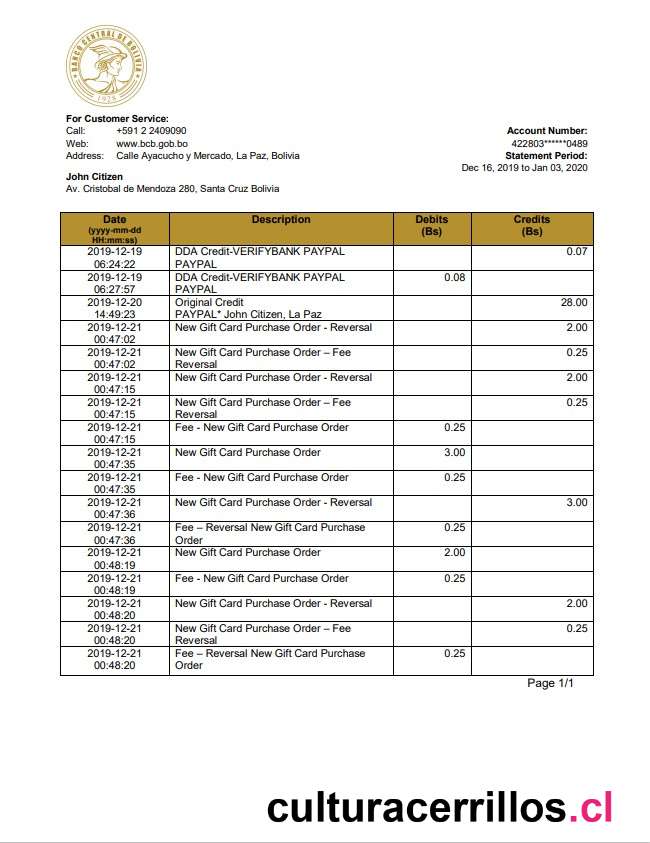 BANCO CENTRAL DE BOLIVIA
1928
For Customer Service:
Call: +591 2 2409090
Web: www.bcb.gob.bo
Address: Calle Ayacucho y Mercado, La Paz, Bolivia
Account Number:
422803******0489
Statement Period:
Dec 16, 2019 to Jan 03, 2020
John Citizen
Av. Cristobal de Mendoza 280, Santa Cruz Bolivia
Date Description Debits Credits
(yyyy-mm-dd (Bs) (Bs)
HH:mm:ss)
2019-12-19 DDA Credit-VERIFYBANK PAYPAL 0.07
06:24:22 PAYPAL
2019-12-19 DDA Credit-VERIFYBANK PAYPAL 0.08
06:27:57 PAYPAL
2019-12-20 Original Credit 28.00
14:49:23 PAYPAL* John Citizen, La Paz
2019-12-21 New Gift Card Purchase Order - Reversal 2.00
00:47:02
2019-12-21 New Gift Card Purchase Order – Fee 0.25
00:47:02 Reversal
2019-12-21 New Gift Card Purchase Order - Reversal 2.00
00:47:15
2019-12-21 New Gift Card Purchase Order – Fee 0.25
00:47:15 Reversal
2019-12-21 Fee - New Gift Card Purchase Order 0.25
00:47:15
2019-12-21 New Gift Card Purchase Order 3.00
00:47:35
2019-12-21 Fee - New Gift Card Purchase Order 0.25
00:47:35
2019-12-21 New Gift Card Purchase Order - Reversal 3.00
00:47:36
2019-12-21 Fee – Reversal New Gift Card Purchase 0.25
00:47:36 Order
2019-12-21 New Gift Card Purchase Order 2.00
00:48:19
2019-12-21 Fee - New Gift Card Purchase Order 0.25
00:48:19
2019-12-21 New Gift Card Purchase Order - Reversal 2.00
00:48:20
2019-12-21 New Gift Card Purchase Order – Fee 0.25
00:48:20 Reversal
2019-12-21 Fee – Reversal New Gift Card Purchase 0.25
00:48:20 Order
Page 1/1
culturacerrillos.cl